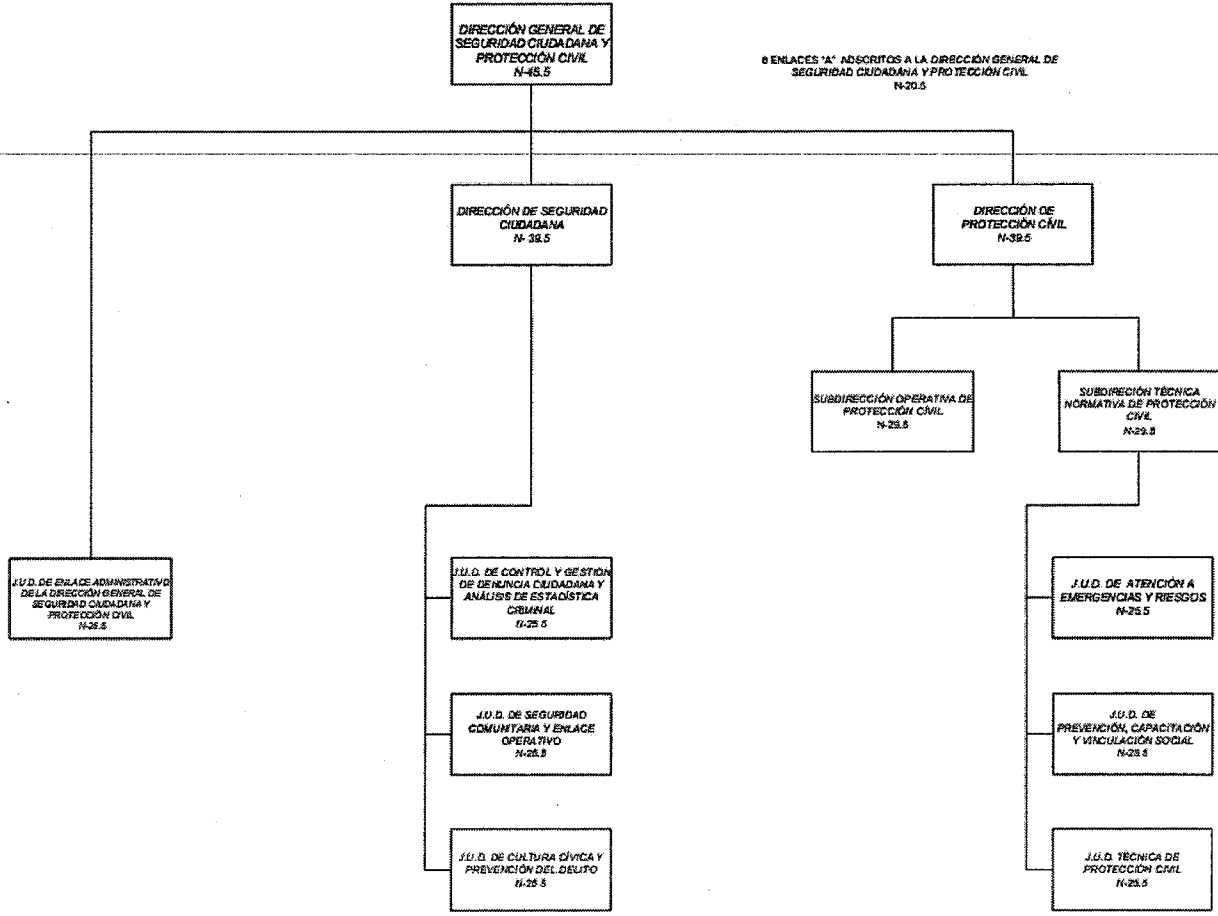 DIRECCIÓN GENERAL DE
SEGURIDAD CIUDADANA Y
PROTECCIÓN CIVIL
N-45.5
8 ENLACES "A" ADSCRITOS A LA DIRECCIÓN GENERAL DE
SEGURIDAD CIUDADANA Y PROTECCIÓN CIVIL
N-20.5
DIRECCIÓN DE SEGURIDAD
CIUDADANA
N- 39.5
DIRECCIÓN DE
PROTECCIÓN CÍVIL
N-39.5
SUBDIRECCIÓN OPERATIVA DE
PROTECCIÓN CÍVIL
N-29.5
SUBDIRECIÓN TÉCNICA
NORMATIVA DE PROTECCIÓN
CIVIL
N-29.5
J.U.D. DE ENLACE ADMINISTRATIVO
DE LA DIRECCIÓN GENERAL DE
SEGURIDAD CIUDADANA Y
PROTECCIÓN CIVIL
N-25.5
J.U.D. DE CONTROL Y GESTIÓN
DE DENUNCIA CIUDADANA Y
ANÁLISIS DE ESTADÍSTICA
CRIMINAL
N-25.5
J.U.D. DE SEGURIDAD
COMUNITARIA Y ENLACE
OPERATIVO
N-25.5
J.U.D. DE CULTURA CÍVICA Y
PREVENCIÓN DEL DELITO
N-25.5
J.U.D. DE ATENCIÓN A
EMERGENCIAS Y RIESGOS
N-25.5
J.U.D. DE
PREVENCIÓN, CAPACITACIÓN
Y VINCULACIÓN SOCIAL
N-25.5
J.U.D. TÉCNICA DE
PROTECCIÓN CIVIL
N-25.5